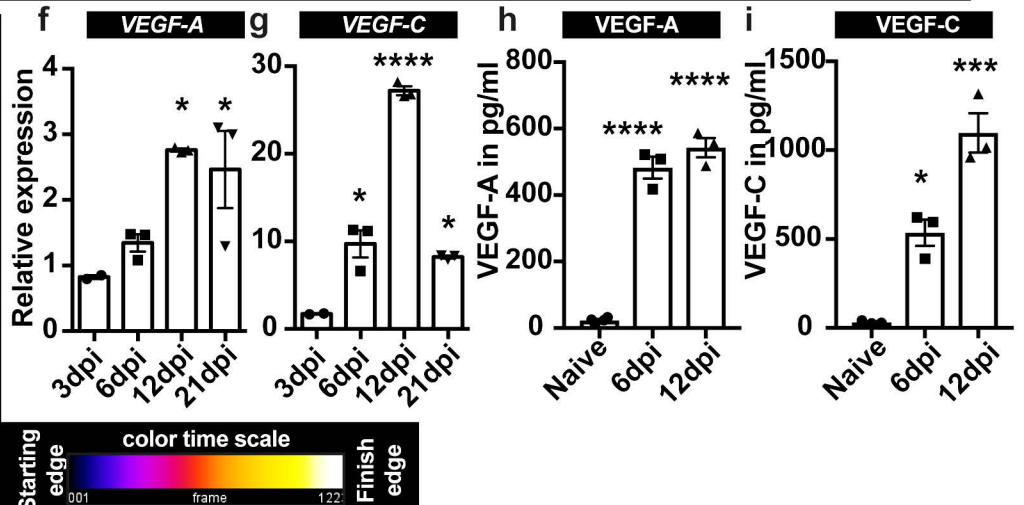 f
VEGF-A
Relative expression
4
3
2
1
0
*
*
3dpi
6dpi
12dpi
21dpi
g
VEGF-C
30
20
10
0
*
****
*
3dpi
6dpi
12dpi
21dpi
h
VEGF-A
VEGF-A in pg/ml
800
600
400
200
0
****
****
Naive
6dpi
12dpi
i
VEGF-C
VEGF-C in pg/ml
1500
1000
500
0
*
***
Naive
6dpi
12dpi
Starting
edge
color time scale
001
frame
Finish
edge